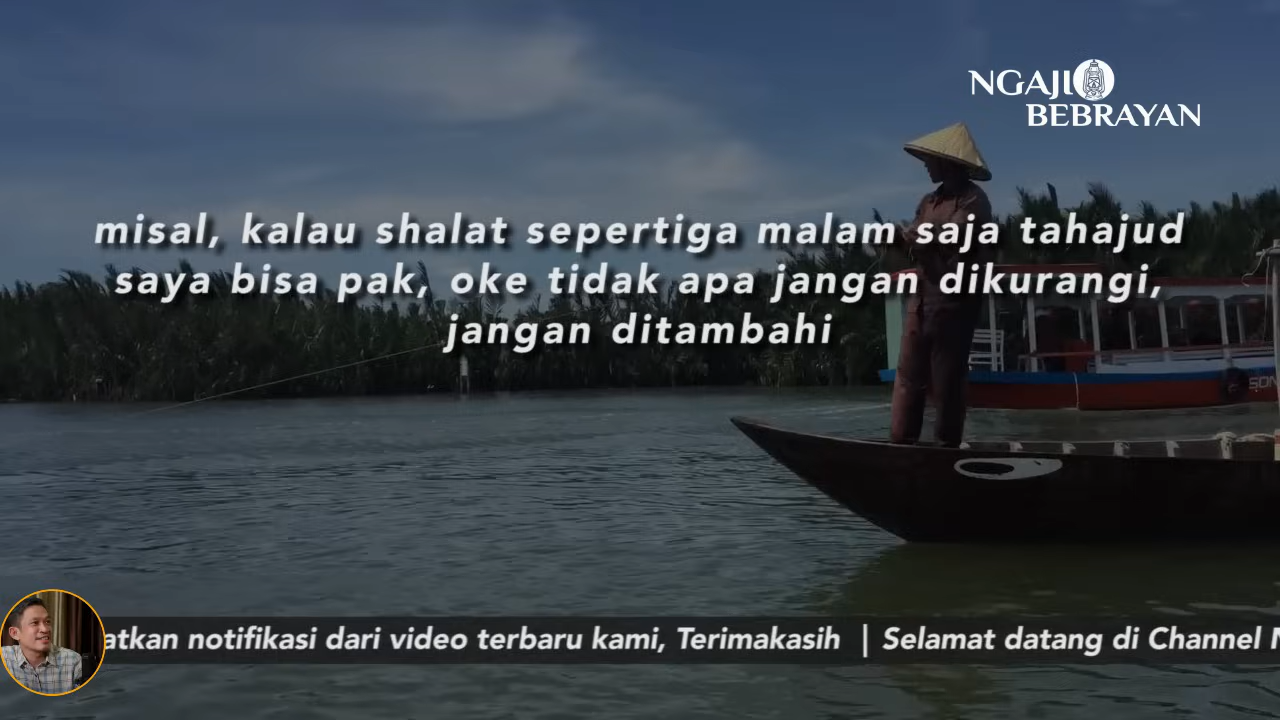 NGAJI
BEBRAYAN
misal, kalau shalat sepertiga malam saja tahajud
saya bisa pak, oke tidak apa jangan dikurangi,
jangan ditambahi
atkan notifikasi dari video terbaru kami, Terimakasih | Selamat datang di Channel